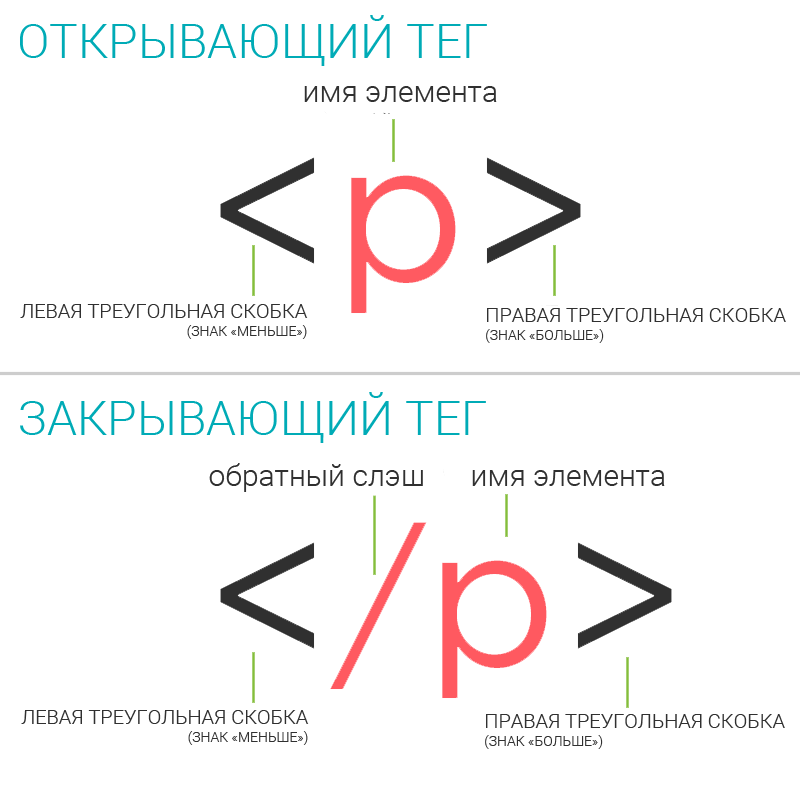 ОТКРЫВАЮЩИЙ ТЕГ
имя элемента
<p>
ЛЕВАЯ ТРЕУГОЛЬНАЯ СКОБКА
(ЗНАК «МЕНЬШЕ»)
ПРАВАЯ ТРЕУГОЛЬНАЯ СКОБКА
(ЗНАК «БОЛЬШЕ»)
ЗАКРЫВАЮЩИЙ ТЕГ
обратный слэш имя элемента
</p>
ЛЕВАЯ ТРЕУГОЛЬНАЯ СКОБКА
(ЗНАК «МЕНЬШЕ»)
ПРАВАЯ ТРЕУГОЛЬНАЯ СКОБКА
(ЗНАК «БОЛЬШЕ»)